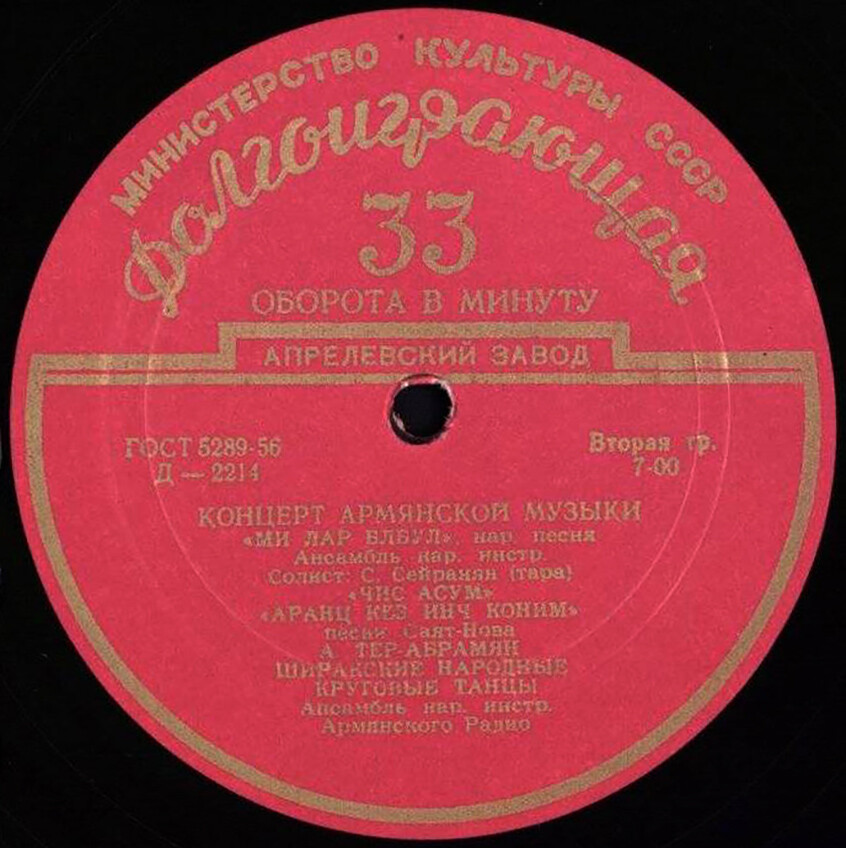 МИНИСТЕРСТВО КУЛЬТУРЫ СССР
Долгоиграющая
33
ОБОРОТА В МИНУТУ
АПРЕЛЕВСКИЙ ЗАВОД
ГОСТ 5289-56
Д — 2214
Вторая гр.
7-00
КОНЦЕРТ АРМЯНСКОЙ МУЗЫКИ
«МИ ЛАР БЛБУЛ», нар. песня
Ансамбль нар. инстр.
Солист: С. Сейранян (тара)
«ЧИС АСУМ»
«АРАНЦ КЕЗ ИНЧ КОНИМ»
песни Саят-Нова
А. ТЕР-АБРАМЯН
ШИРАКСКИЕ НАРОДНЫЕ
КРУГОВЫЕ ТАНЦЫ
Ансамбль нар. инстр.
Армянского Радио